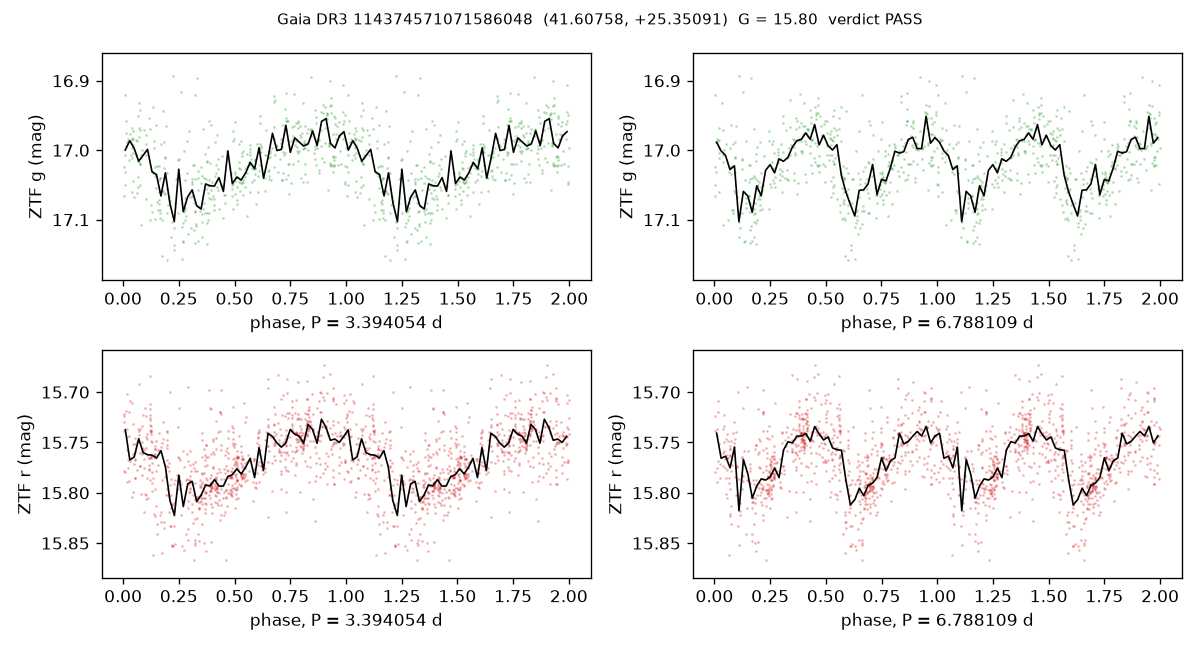 Gaia DR3 114374571071586048 (41.60758, +25.35091) G = 15.80 verdict PASS
ZTF g (mag)
16.9
17.0
17.1
0.00 0.25 0.50 0.75 1.00 1.25 1.50 1.75 2.00
phase, P = 3.394054 d
ZTF g (mag)
16.9
17.0
17.1
0.00 0.25 0.50 0.75 1.00 1.25 1.50 1.75 2.00
phase, P = 6.788109 d
ZTF r (mag)
15.70
15.75
15.80
15.85
0.00 0.25 0.50 0.75 1.00 1.25 1.50 1.75 2.00
phase, P = 3.394054 d
ZTF r (mag)
15.70
15.75
15.80
15.85
0.00 0.25 0.50 0.75 1.00 1.25 1.50 1.75 2.00
phase, P = 6.788109 d